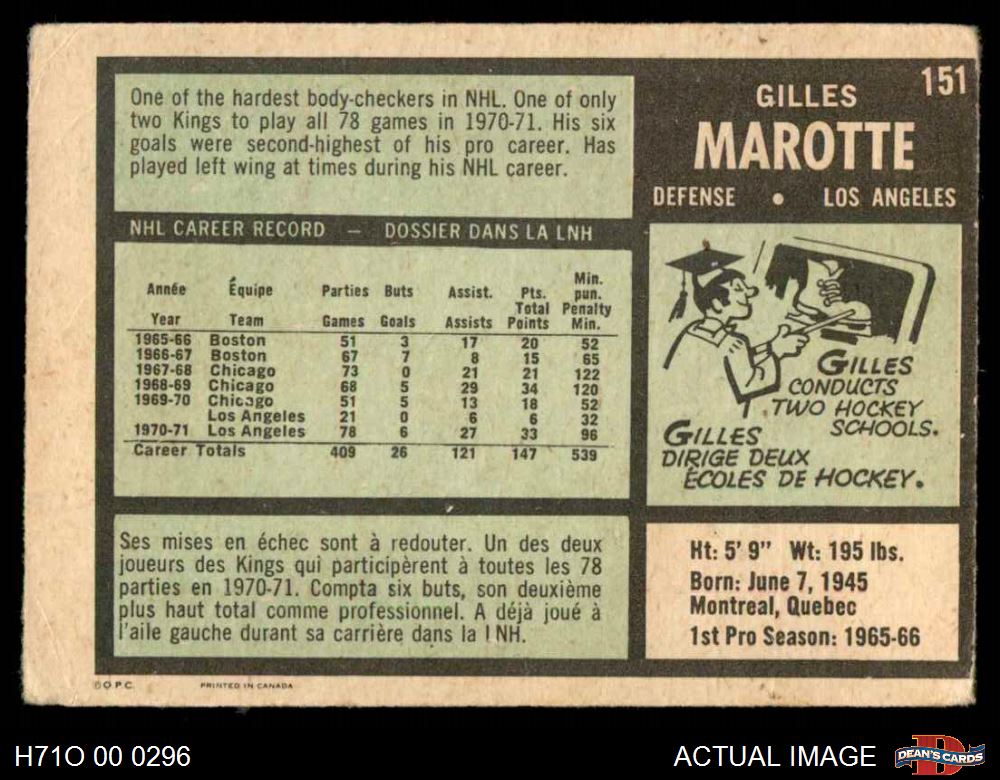 151
GILLES
MAROTTE
DEFENSE • LOS ANGELES
One of the hardest body-checkers in NHL. One of only
two Kings to play all 78 games in 1970-71. His six
goals were second-highest of his pro career. Has
played left wing at times during his NHL career.
NHL CAREER RECORD — DOSSIER DANS LA LNH
Année Équipe Parties Buts Assist. Pts. Min. pun.
Year Team Games Goals Assists Total Points Penalty Min.
1965-66 Boston 51 3 17 20 52
1966-67 Boston 67 7 8 15 65
1967-68 Chicago 73 0 21 21 122
1968-69 Chicago 68 5 29 34 120
1969-70 Chicago 51 5 13 18 52
Los Angeles 21 0 6 6 32
1970-71 Los Angeles 78 6 27 33 96
Career Totals 409 26 121 147 539
GILLES
CONDUCTS
TWO HOCKEY
SCHOOLS.
GILLES
DIRIGE DEUX
ÉCOLES DE HOCKEY.
Ses mises en échec sont à redouter. Un des deux
joueurs des Kings qui participèrent à toutes les 78
parties en 1970-71. Compta six buts, son deuxième
plus haut total comme professionnel. A déjà joué à
l'aile gauche durant sa carrière dans la LNH.
Ht: 5' 9" Wt: 195 lbs.
Born: June 7, 1945
Montreal, Quebec
1st Pro Season: 1965-66
©O.P.C. PRINTED IN CANADA
H71O 00 0296
ACTUAL IMAGE
DEAN'S CARDS